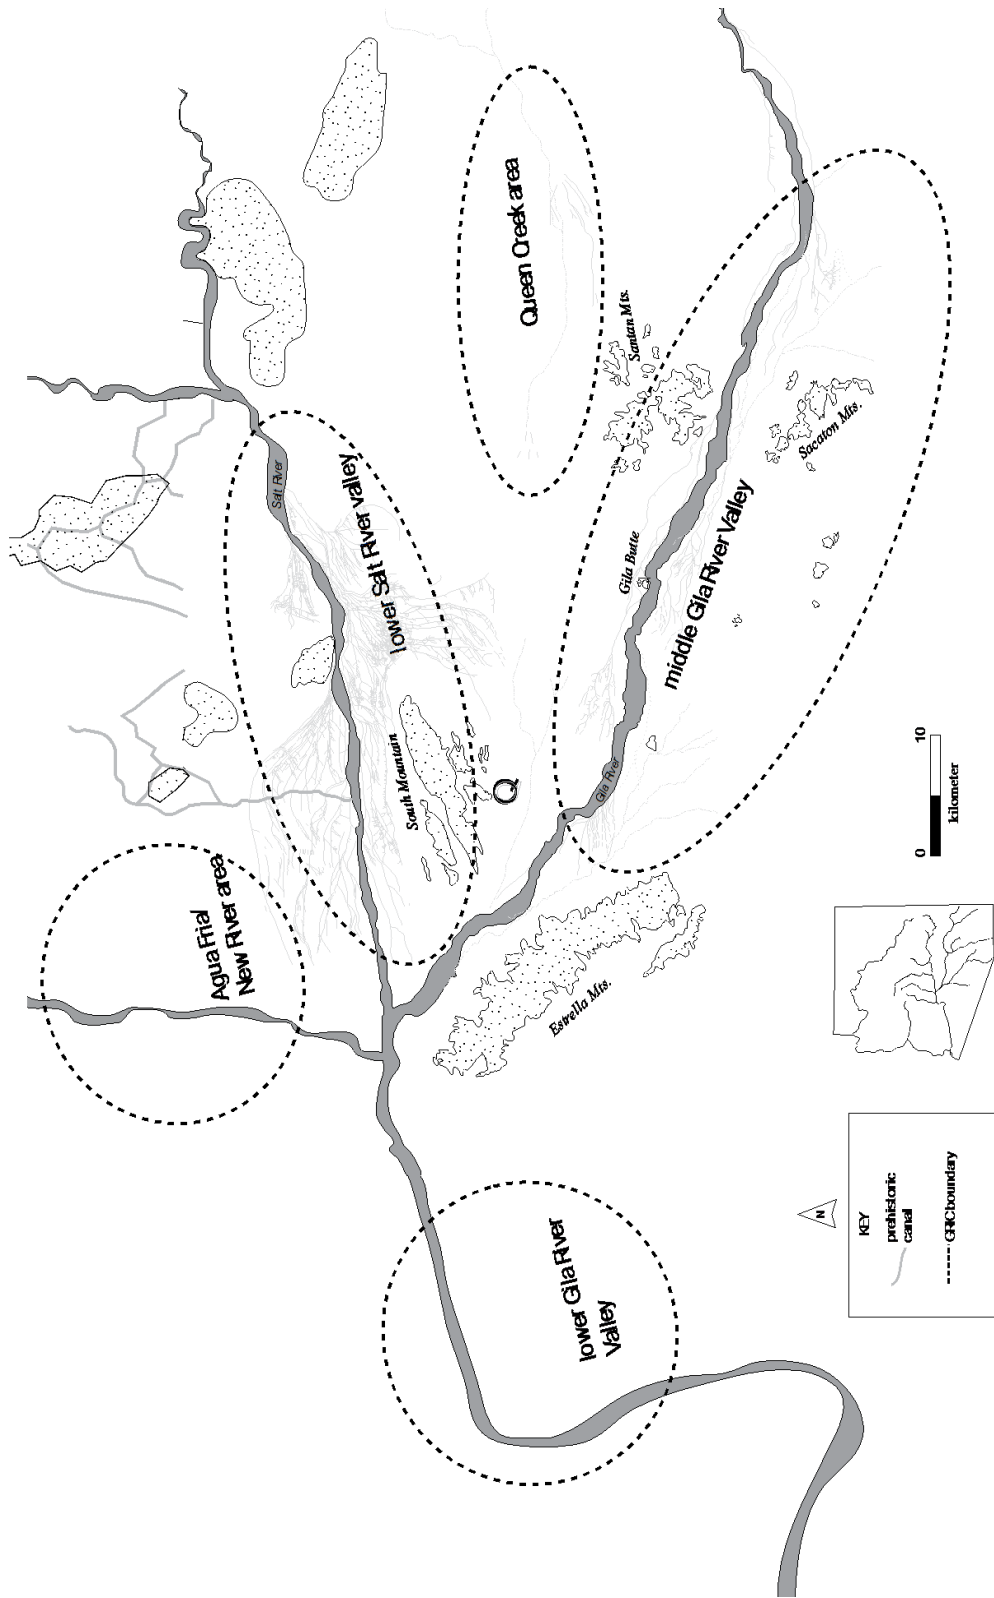 Queen Creek area
Santan Mts.
Sacaton Mts.
Salt River
lower Salt River valley
Gila Butte
middle Gila River Valley
South Mountain
Q
Gila River
Agua Fria/
New River area
Estrella Mts.
lower Gila River
Valley
0 10
kilometer
N
KEY
prehistoric
canal
GRIC boundary